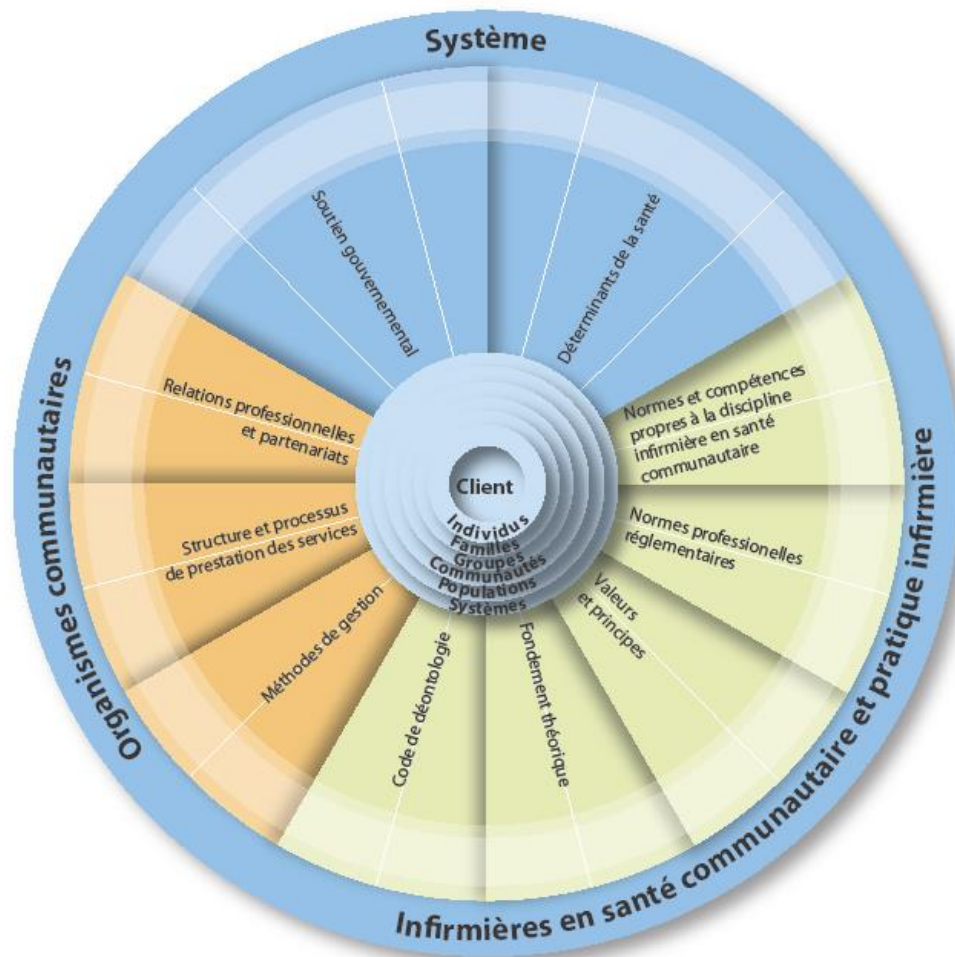 Système
Soutien gouvernemental
Déterminants de la santé
Relations professionnelles
et partenariats
Structure et processus
de prestation des services
Méthodes de gestion
Organismes communautaires
Normes et compétences
propres à la discipline
infirmière en santé
communautaire
Normes professionelles
réglementaires
Valeurs
et principes
Fondement théorique
Code de déontologie
Infirmières en santé communautaire et pratique infirmière
Client
Individus
Familles
Groupes
Communautés
Populations
Systèmes